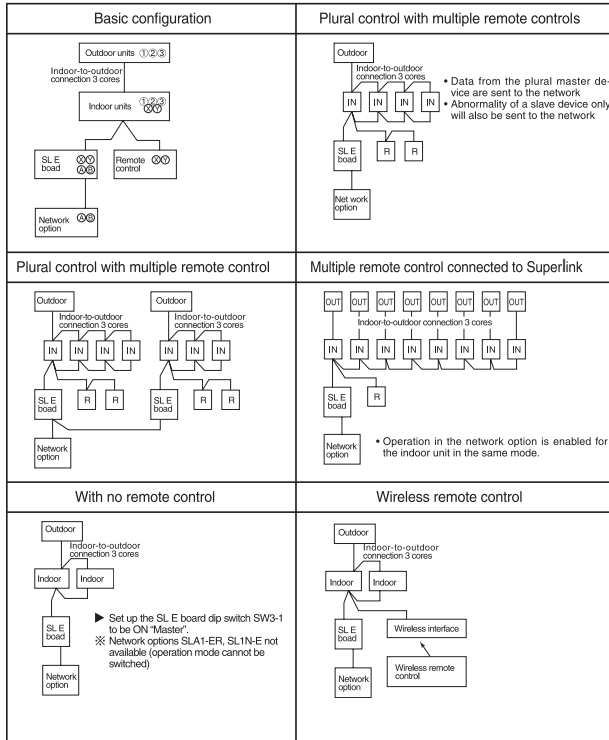 Basic configuration
Outdoor units ①②③
Indoor-to-outdoor
connection 3 cores
Indoor units ①②③
ⓍⓎ
SL E
boad
ⓍⓎ
ⒶⒷ
Remote
control
ⓍⓎ
Network
option
ⒶⒷ
Plural control with multiple remote controls
Outdoor
Indoor-to-outdoor
connection 3 cores
IN IN IN IN
SL E
boad
R R
Net work
option
• Data from the plural master de-
vice are sent to the network
• Abnormality of a slave device only
will also be sent to the network
Plural control with multiple remote control
Outdoor
Indoor-to-outdoor
connection 3 cores
IN IN IN IN
SL E
boad
R R
Outdoor
Indoor-to-outdoor
connection 3 cores
IN IN IN IN
SL E
boad
R R
Network
option
Multiple remote control connected to Superlink
OUT OUT OUT OUT OUT OUT OUT OUT
Indoor-to-outdoor connection 3 cores
IN IN IN IN IN IN IN IN
SL E
boad
R
Network
option
• Operation in the network option is enabled for
the indoor unit in the same mode.
With no remote control
Outdoor
Indoor-to-outdoor
connection 3 cores
Indoor Indoor
SL E
boad
Network
option
▶ Set up the SL E board dip switch SW3-1
to be ON “Master”.
※ Network options SLA1-ER, SL1N-E not
available (operation mode cannot be
switched)
Wireless remote control
Outdoor
Indoor-to-outdoor
connection 3 cores
Indoor Indoor
SL E
boad
Wireless interface
Wireless remote
control
Network
option